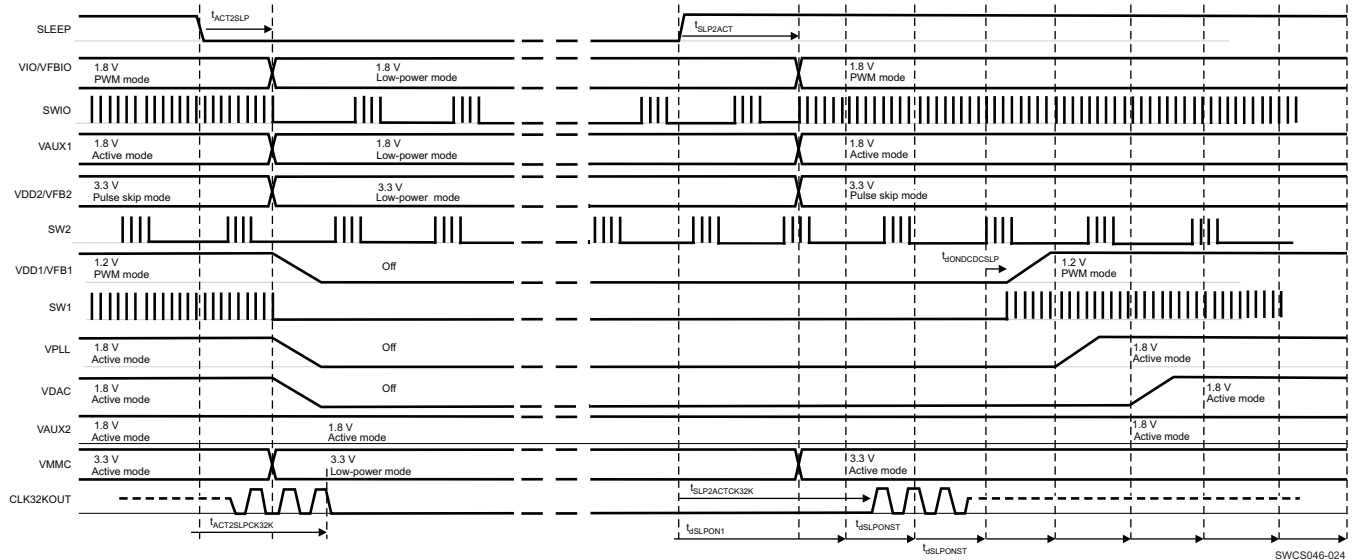 SLEEP
tACT2SLP
tSLP2ACT
VIO/VFBIO
1.8 V
PWM mode
1.8 V
Low-power mode
1.8 V
PWM mode
SWIO
VAUX1
1.8 V
Active mode
1.8 V
Low-power mode
1.8 V
Active mode
VDD2/VFB2
3.3 V
Pulse skip mode
3.3 V
Low-power mode
3.3 V
Pulse skip mode
SW2
VDD1/VFB1
1.2 V
PWM mode
Off
tdONDCDCSLP
1.2 V
PWM mode
SW1
VPLL
1.8 V
Active mode
Off
1.8 V
Active mode
VDAC
1.8 V
Active mode
Off
1.8 V
Active mode
VAUX2
1.8 V
Active mode
1.8 V
Active mode
1.8 V
Active mode
VMMC
3.3 V
Active mode
3.3 V
Low-power mode
3.3 V
Active mode
CLK32KOUT
tACT2SLPCK32K
tSLP2ACTCK32K
tdSLPON1
tdSLPONST
tdSLPONST
SWCS046-024